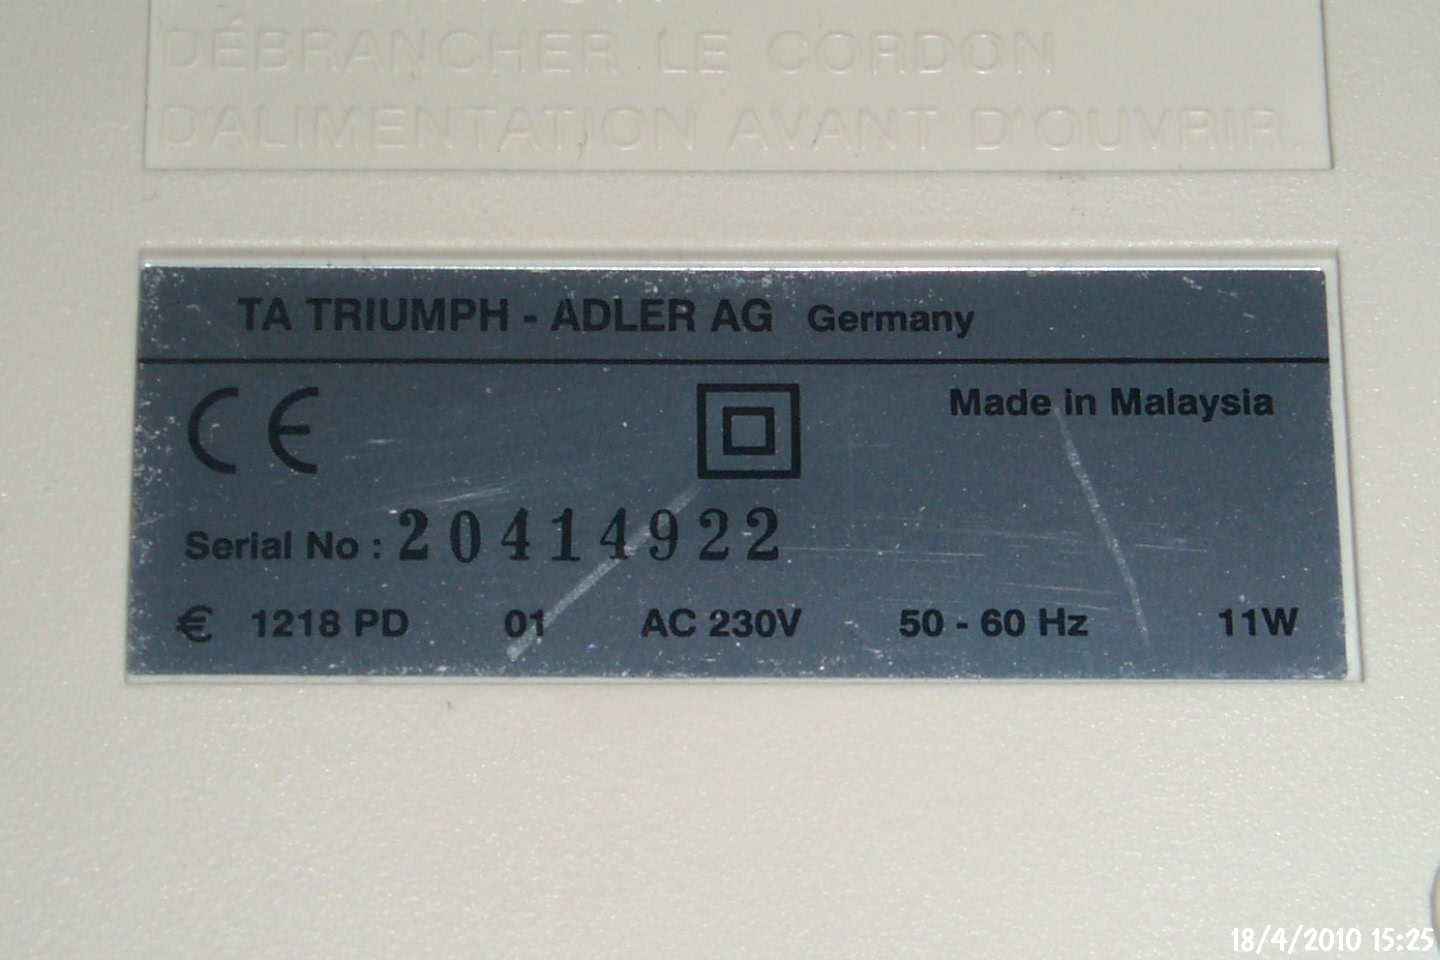 DÉBRANCHER LE CORDON
D'ALIMENTATION AVANT D'OUVRIR.
TA TRIUMPH - ADLER AG Germany
CE Made in Malaysia
Serial No : 20414922
€ 1218 PD 01 AC 230V 50 - 60 Hz 11W
18/4/2010 15:25